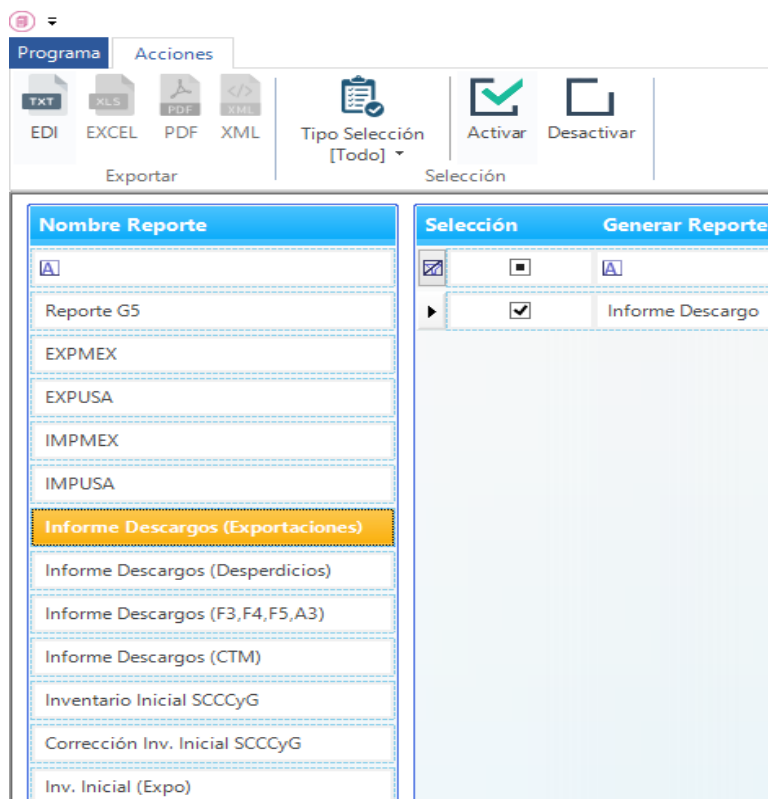 Programa Acciones
TXT XLS PDF </> XML
EDI EXCEL PDF XML Tipo Selección Activar Desactivar
[Todo]
Exportar Selección
Nombre Reporte Selección Generar Reporte
A A
Reporte G5 Informe Descargo
EXPMEX
EXPUSA
IMPMEX
IMPUSA
Informe Descargos (Exportaciones)
Informe Descargos (Desperdicios)
Informe Descargos (F3,F4,F5,A3)
Informe Descargos (CTM)
Inventario Inicial SCCCyG
Corrección Inv. Inicial SCCCyG
Inv. Inicial (Expo)